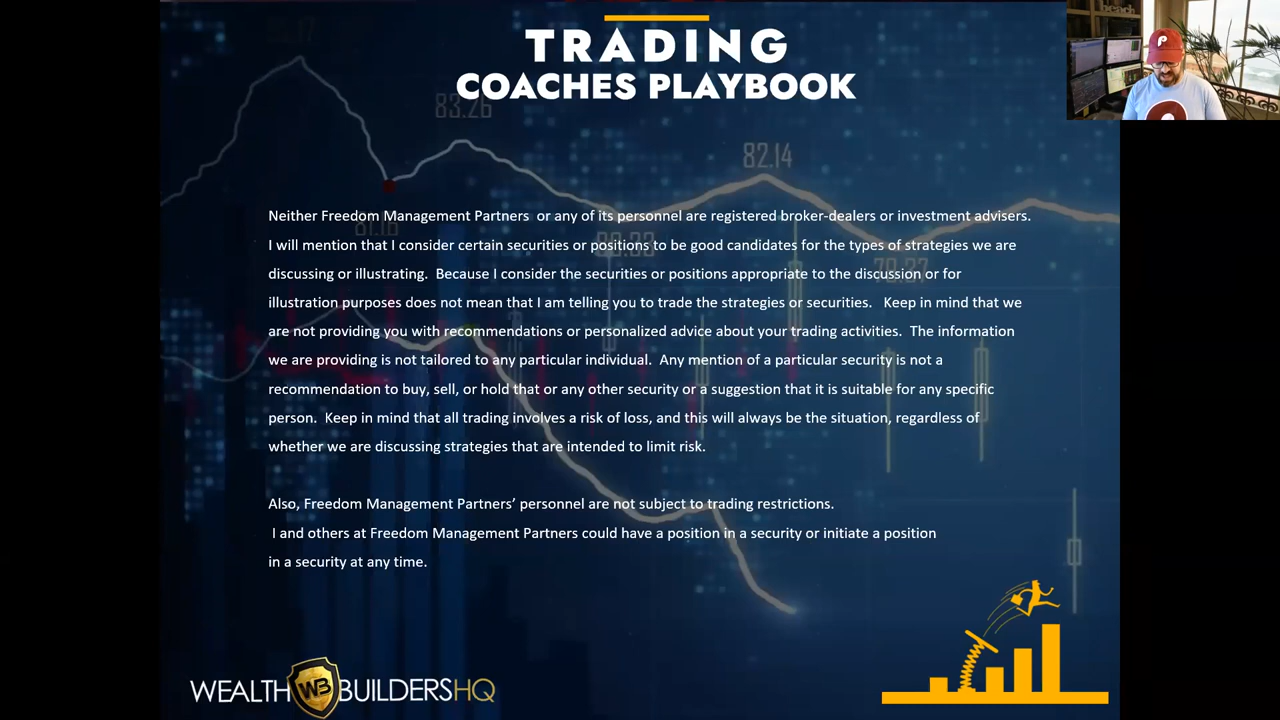 TRADING
COACHES PLAYBOOK
83.26
82.14
Neither Freedom Management Partners or any of its personnel are registered broker-dealers or investment advisers.
I will mention that I consider certain securities or positions to be good candidates for the types of strategies we are
discussing or illustrating. Because I consider the securities or positions appropriate to the discussion or for
illustration purposes does not mean that I am telling you to trade the strategies or securities. Keep in mind that we
are not providing you with recommendations or personalized advice about your trading activities. The information
we are providing is not tailored to any particular individual. Any mention of a particular security is not a
recommendation to buy, sell, or hold that or any other security or a suggestion that it is suitable for any specific
person. Keep in mind that all trading involves a risk of loss, and this will always be the situation, regardless of
whether we are discussing strategies that are intended to limit risk.
Also, Freedom Management Partners' personnel are not subject to trading restrictions.
I and others at Freedom Management Partners could have a position in a security or initiate a position
in a security at any time.
WEALTH WB BUILDERSHQ